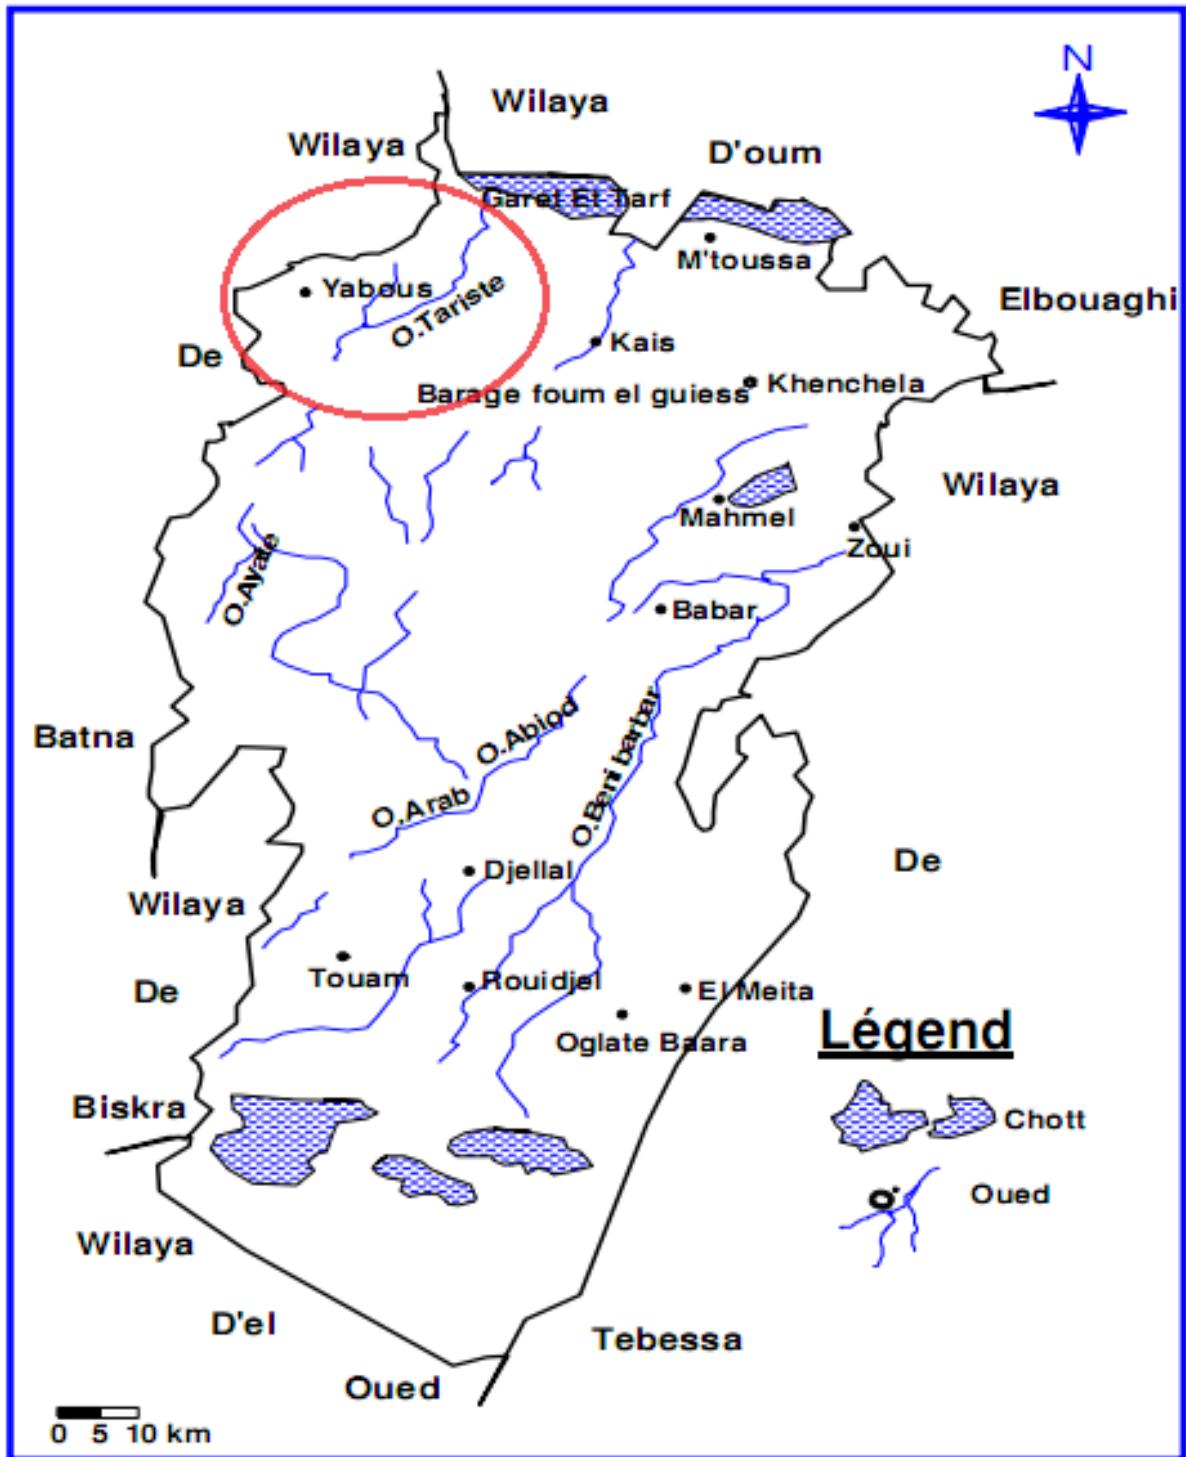 N
Wilaya
Wilaya
D'oum
Garet Et Tarf
M'toussa
Yabous
Elbouaghi
O.Tariste
Kais
De
Khenchela
Barage foum el guiess
Wilaya
Mahmel
Zoui
O.Ayate
Babar
Batna
O.Abiod
O.Beni barbar
O.Arab
De
Djellal
Wilaya
Touam
Rouidjel
De
El Meita
Oglate Baara
Légend
Biskra
Chott
Oued
Wilaya
D'el
Tebessa
Oued
0 5 10 km